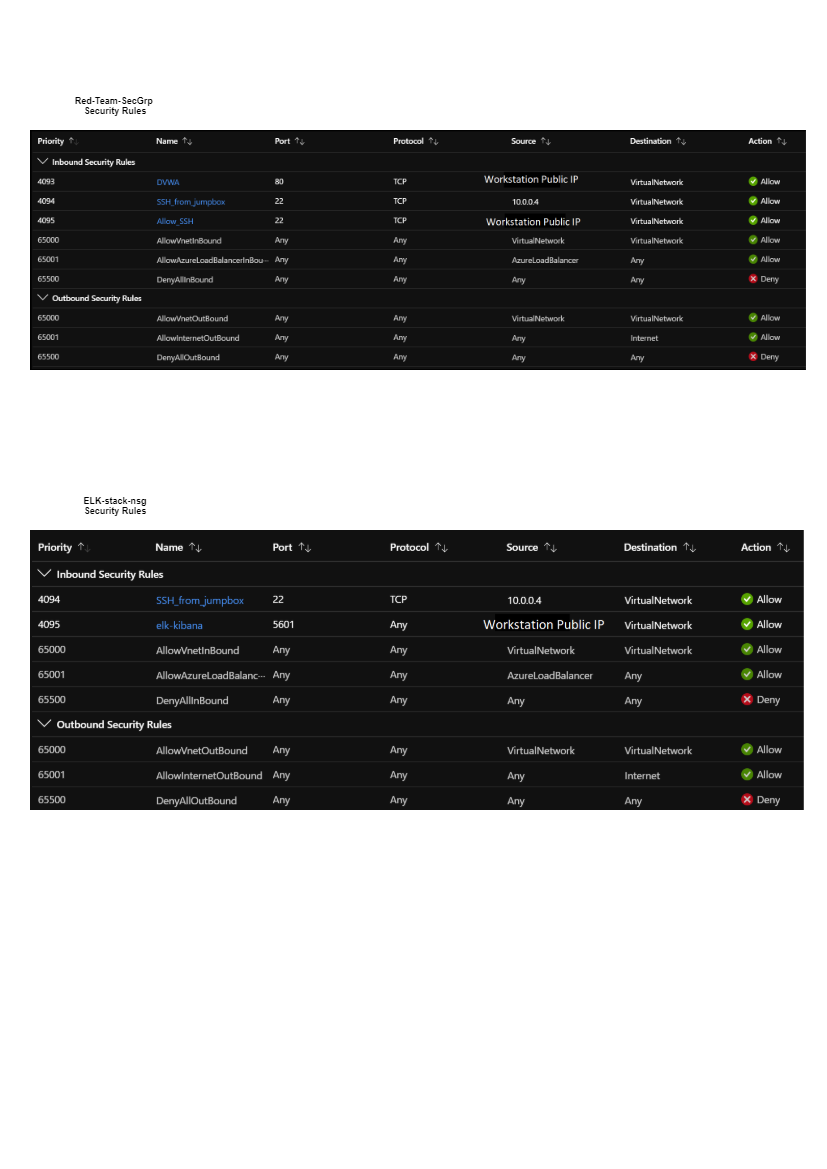 Red-Team-SecGrp
Security Rules
Priority Name Port Protocol Source Destination Action
Inbound Security Rules
4093 DVWA 80 TCP Workstation Public IP VirtualNetwork Allow
4094 SSH_from_jumpbox 22 TCP 10.0.0.4 VirtualNetwork Allow
4095 Allow_SSH 22 TCP Workstation Public IP VirtualNetwork Allow
65000 AllowVnetInBound Any Any VirtualNetwork VirtualNetwork Allow
65001 AllowAzureLoadBalancerInBou··· Any Any AzureLoadBalancer Any Allow
65500 DenyAllInBound Any Any Any Any Deny
Outbound Security Rules
65000 AllowVnetOutBound Any Any VirtualNetwork VirtualNetwork Allow
65001 AllowInternetOutBound Any Any Any Internet Allow
65500 DenyAllOutBound Any Any Any Any Deny
ELK-stack-nsg
Security Rules
Priority Name Port Protocol Source Destination Action
Inbound Security Rules
4094 SSH_from_jumpbox 22 TCP 10.0.0.4 VirtualNetwork Allow
4095 elk-kibana 5601 Any Workstation Public IP VirtualNetwork Allow
65000 AllowVnetInBound Any Any VirtualNetwork VirtualNetwork Allow
65001 AllowAzureLoadBalanc··· Any Any AzureLoadBalancer Any Allow
65500 DenyAllInBound Any Any Any Any Deny
Outbound Security Rules
65000 AllowVnetOutBound Any Any VirtualNetwork VirtualNetwork Allow
65001 AllowInternetOutBound Any Any Any Internet Allow
65500 DenyAllOutBound Any Any Any Any Deny